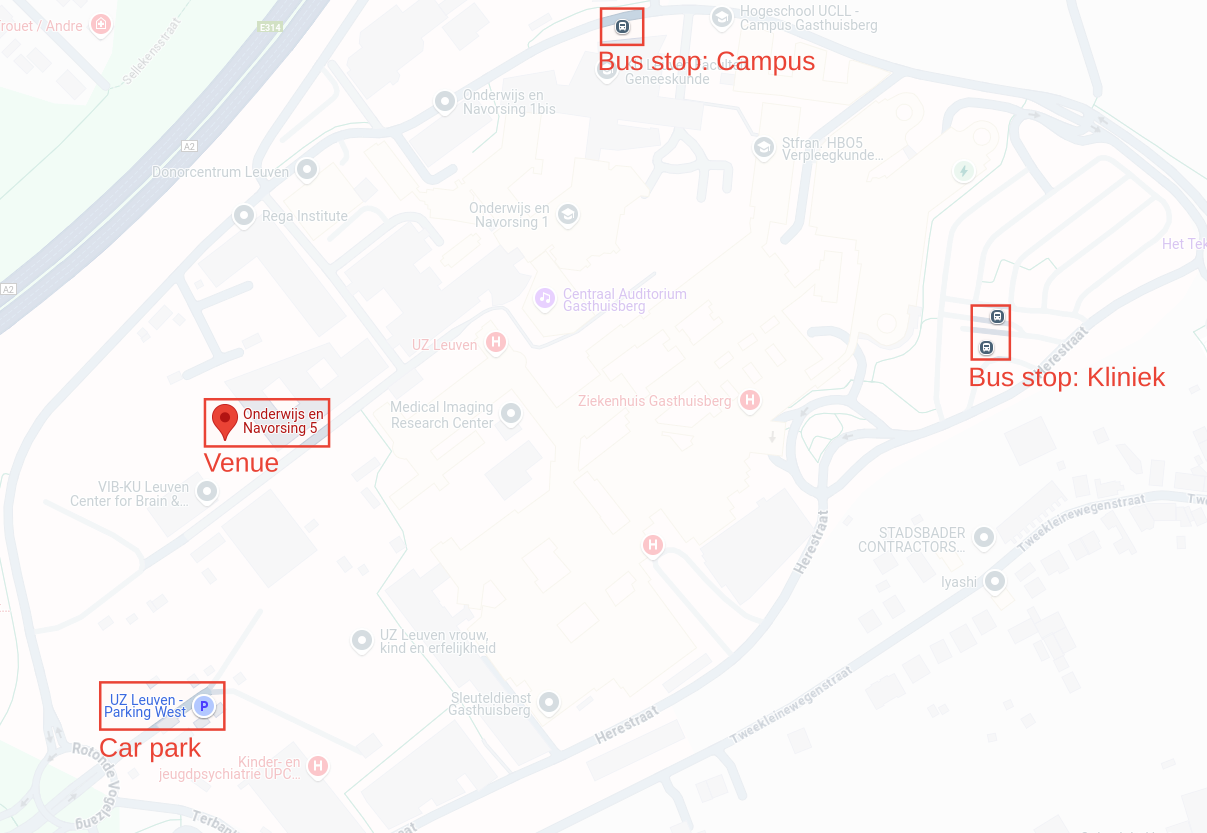 rouet / Andre
E314
Sellekensstraat
Bus stop: Campus
Hogeschool UCLL -
Campus Gasthuisberg
Geneeskunde
Onderwijs en
Navorsing 1bis
A2
Donorcentrum Leuven
Stfran. HBO5
Verpleegkunde...
Rega Institute
Onderwijs en
Navorsing 1
Het Tek
A2
Centraal Auditorium
Gasthuisberg
UZ Leuven
Herestraat
Bus stop: Kliniek
Medical Imaging
Research Center
Ziekenhuis Gasthuisberg
Onderwijs en
Navorsing 5
Venue
VIB-KU Leuven
Center for Brain &...
Tweekleinewegenstraat
Twe
STADSBADER
CONTRACTORS...
Herestraat
Iyashi
UZ Leuven vrouw,
kind en erfelijkheid
UZ Leuven -
Parking West
P
Car park
Sleuteldienst
Gasthuisberg
Herestraat
Tweekleinewegenstraat
Kinder- en
jeugdpsychiatrie UPC...
Rotonde Vogelzang
Terban
estraat